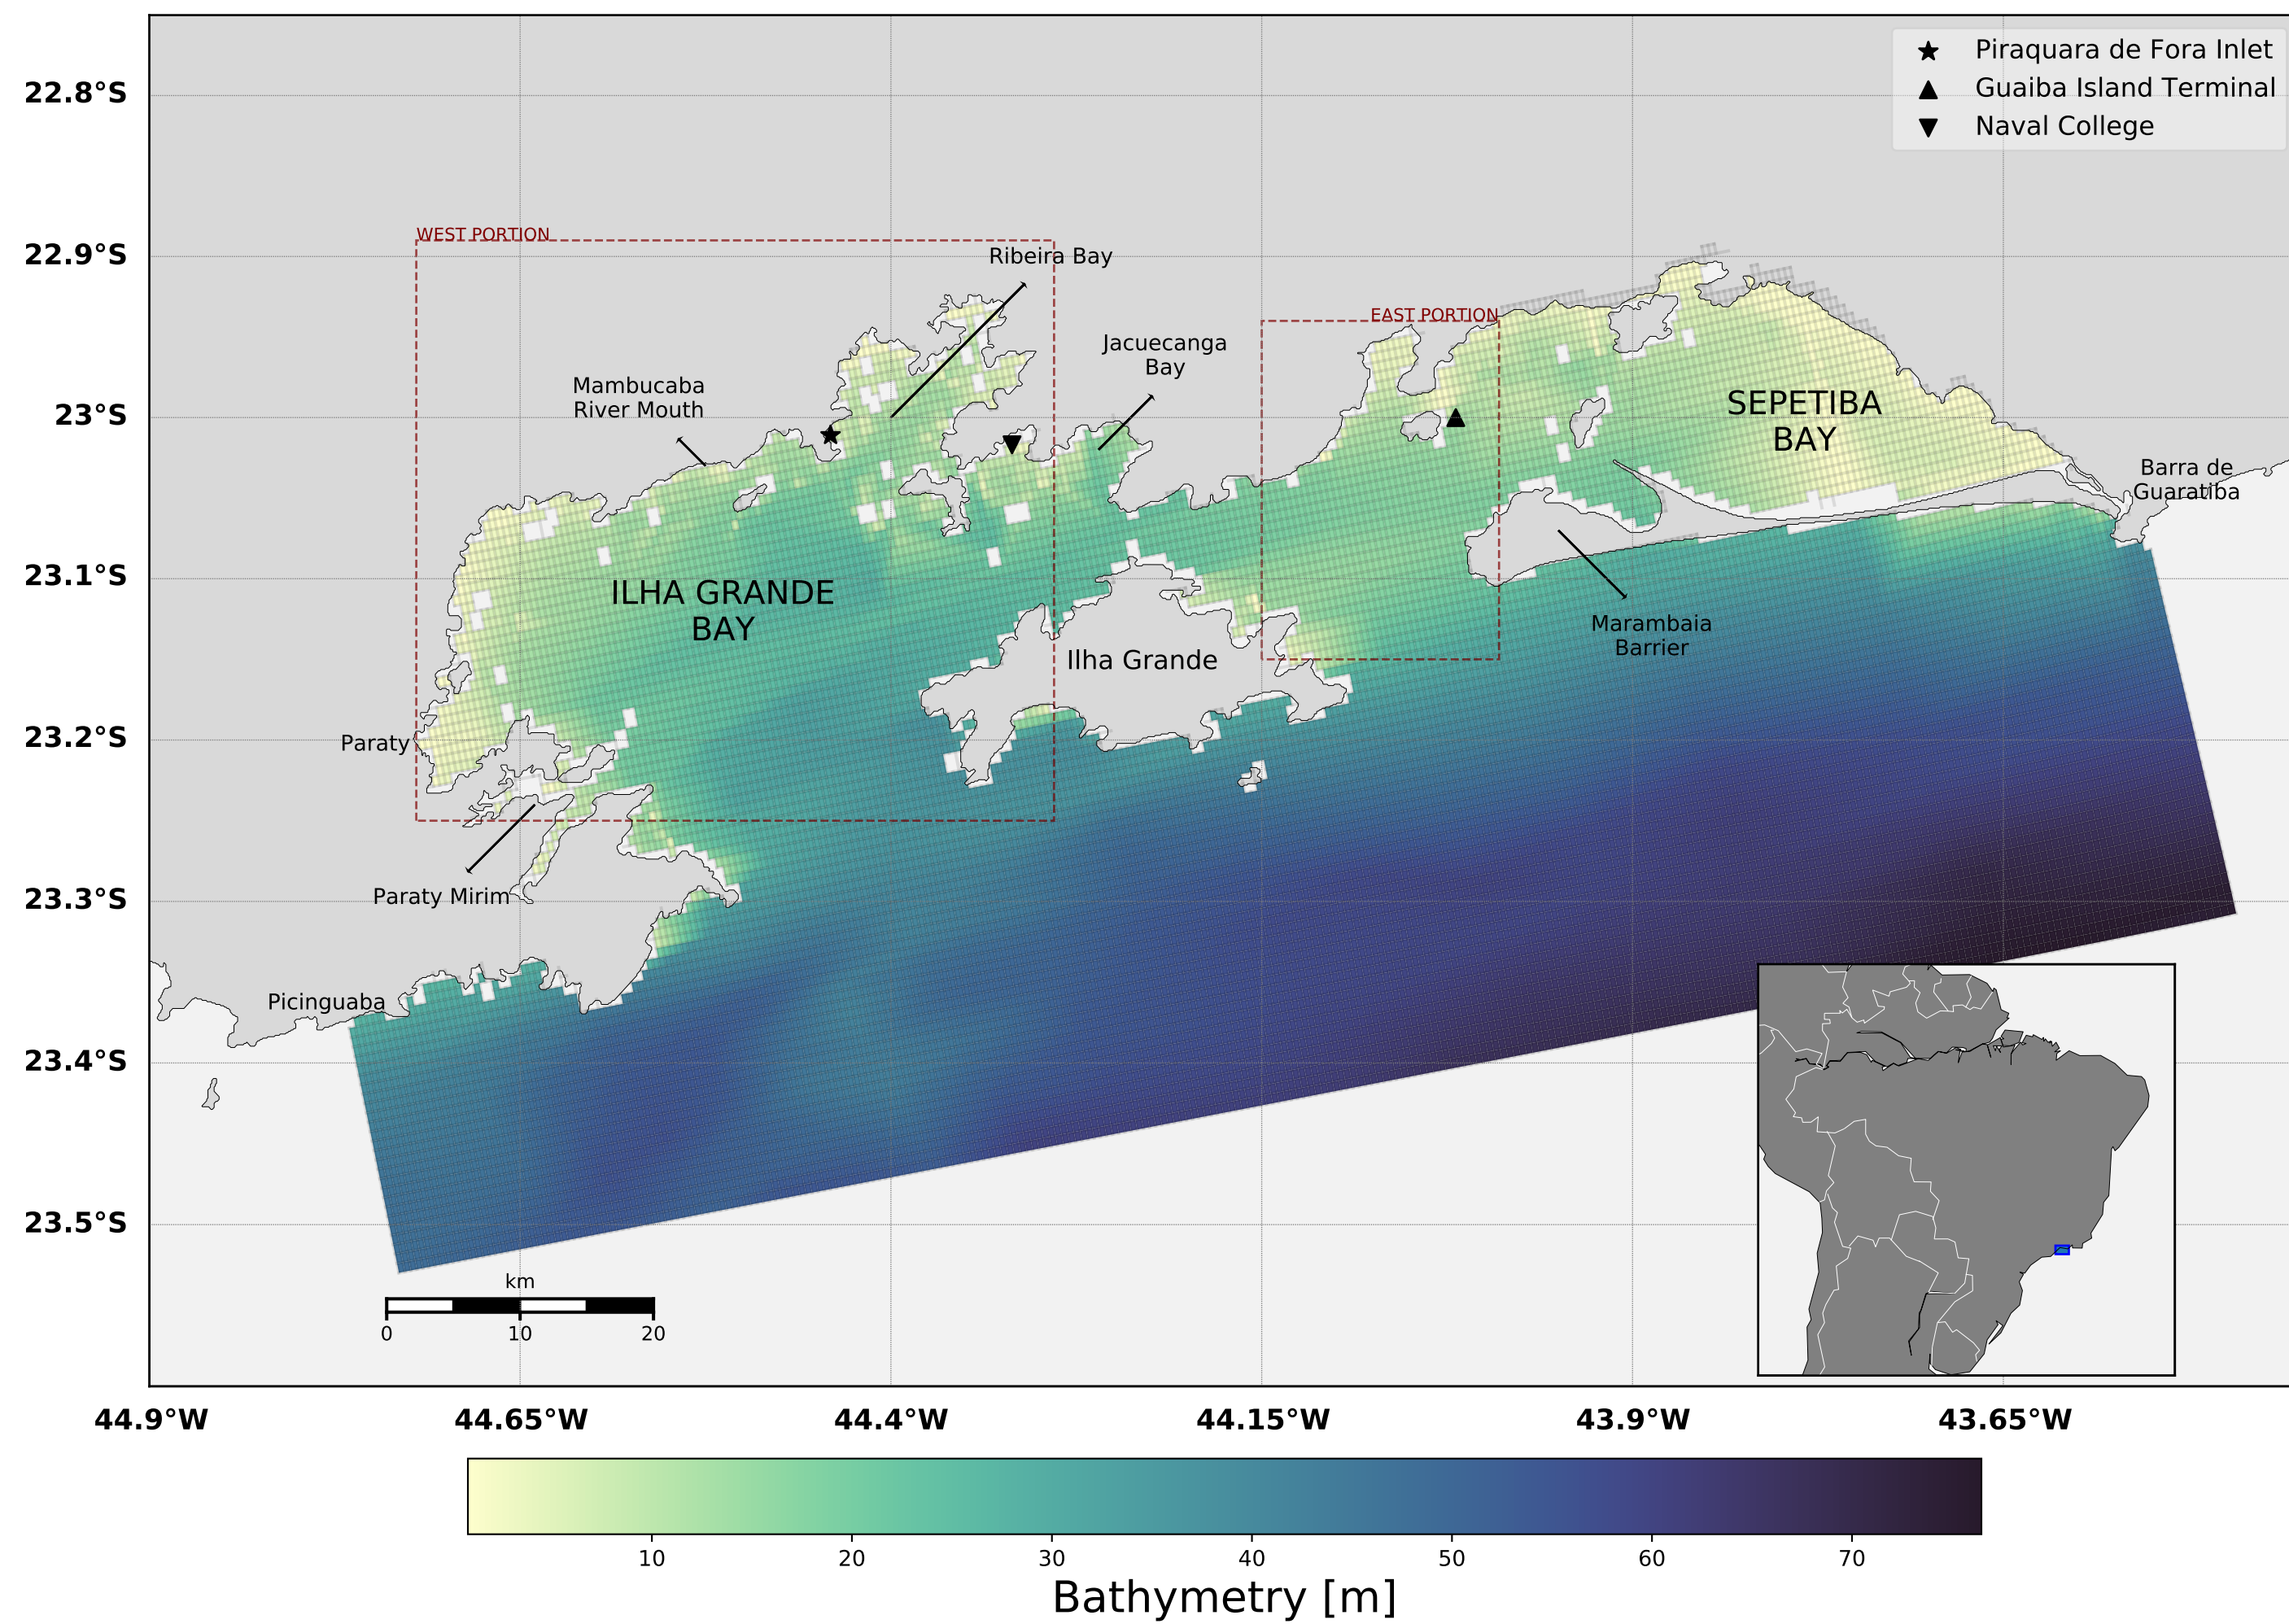 Piraquara de Fora Inlet
Guaiba Island Terminal
Naval College
22.8°S
22.9°S
23°S
23.1°S
23.2°S
23.3°S
23.4°S
23.5°S
WEST PORTION
Ribeira Bay
EAST PORTION
Jacuecanga
Bay
Mambucaba
River Mouth
SEPETIBA
BAY
Barra de
Guaratiba
ILHA GRANDE
BAY
Marambaia
Barrier
Ilha Grande
Paraty
Paraty Mirim
Picinguaba
km
0 10 20
44.9°W 44.65°W 44.4°W 44.15°W 43.9°W 43.65°W
10 20 30 40 50 60 70
Bathymetry [m]